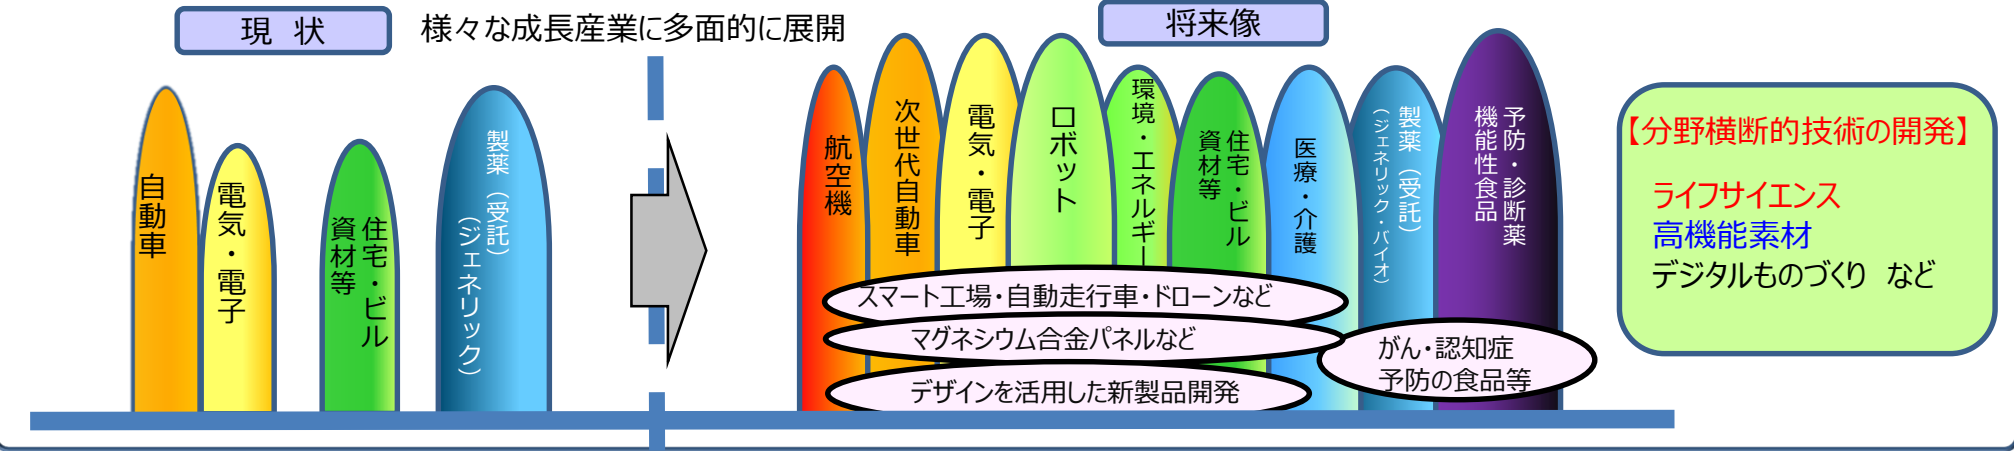 現　状
様々な成長産業に多面的に展開
将来像
自動車
電気・電子
住宅・ビル
資材等
製薬（受託）
（ジェネリック）
航空機
次世代自動車
電気・電子
ロボット
環境・エネルギー
住宅・ビル
資材等
医療・介護
製薬（受託）
（ジェネリック・バイオ）
予防・診断薬
機能性食品
スマート工場・自動走行車・ドローンなど
マグネシウム合金パネルなど
デザインを活用した新製品開発
がん・認知症
予防の食品等
【分野横断的技術の開発】
ライフサイエンス
高機能素材
デジタルものづくり　など